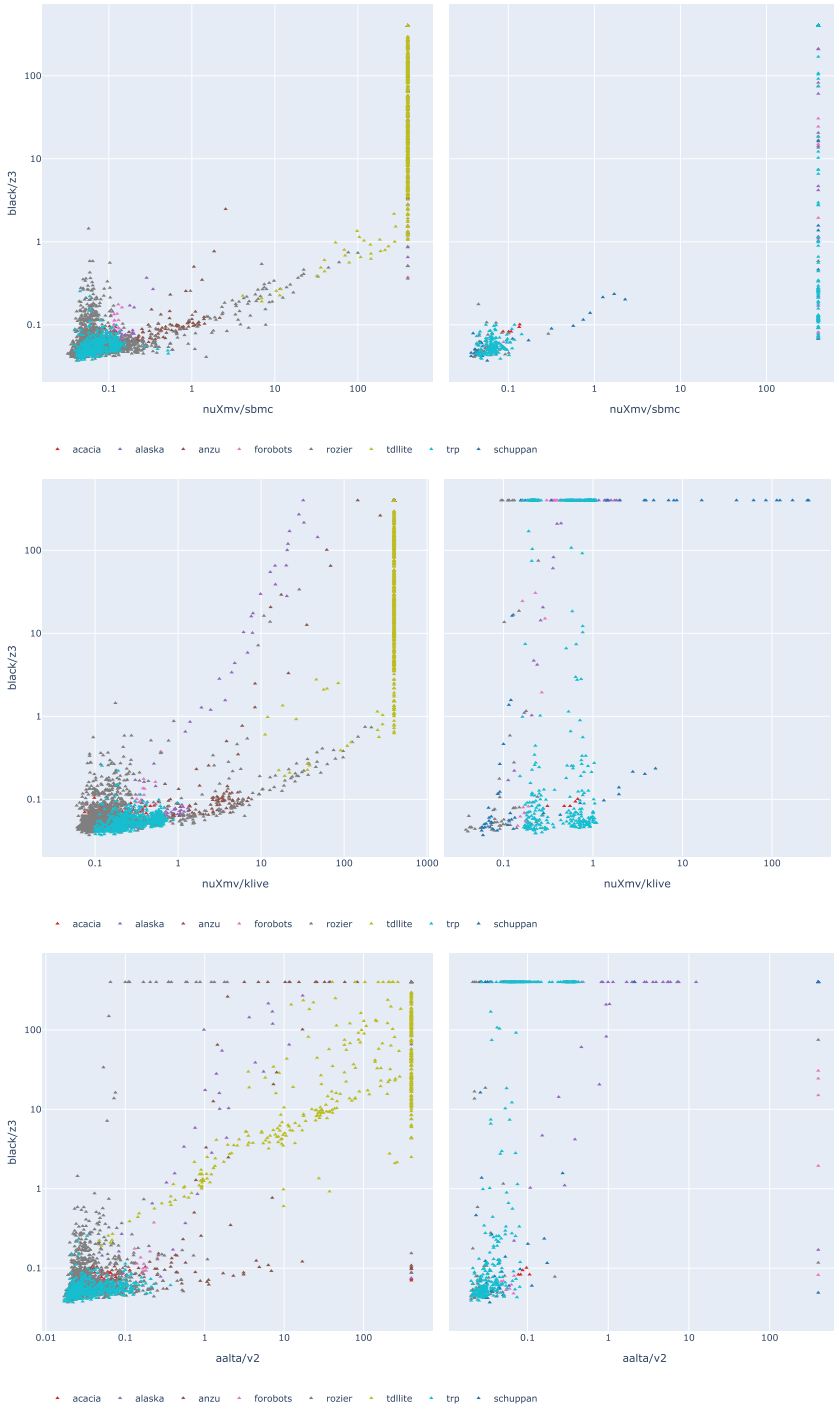 100
10
1
0.1
black/z3
0.1 1 10 100 0.1 1 10 100
nuXmv/sbmc nuXmv/sbmc
acacia alaska anzu forobots rozier tdllite trp schuppan
100
10
1
0.1
black/z3
0.1 1 10 100 1000 0.1 1 10 100
nuXmv/klive nuXmv/klive
acacia alaska anzu forobots rozier tdllite trp schuppan
100
10
1
0.1
black/z3
0.01 0.1 1 10 100 0.1 1 10 100
aalta/v2 aalta/v2
acacia alaska anzu forobots rozier tdllite trp schuppan